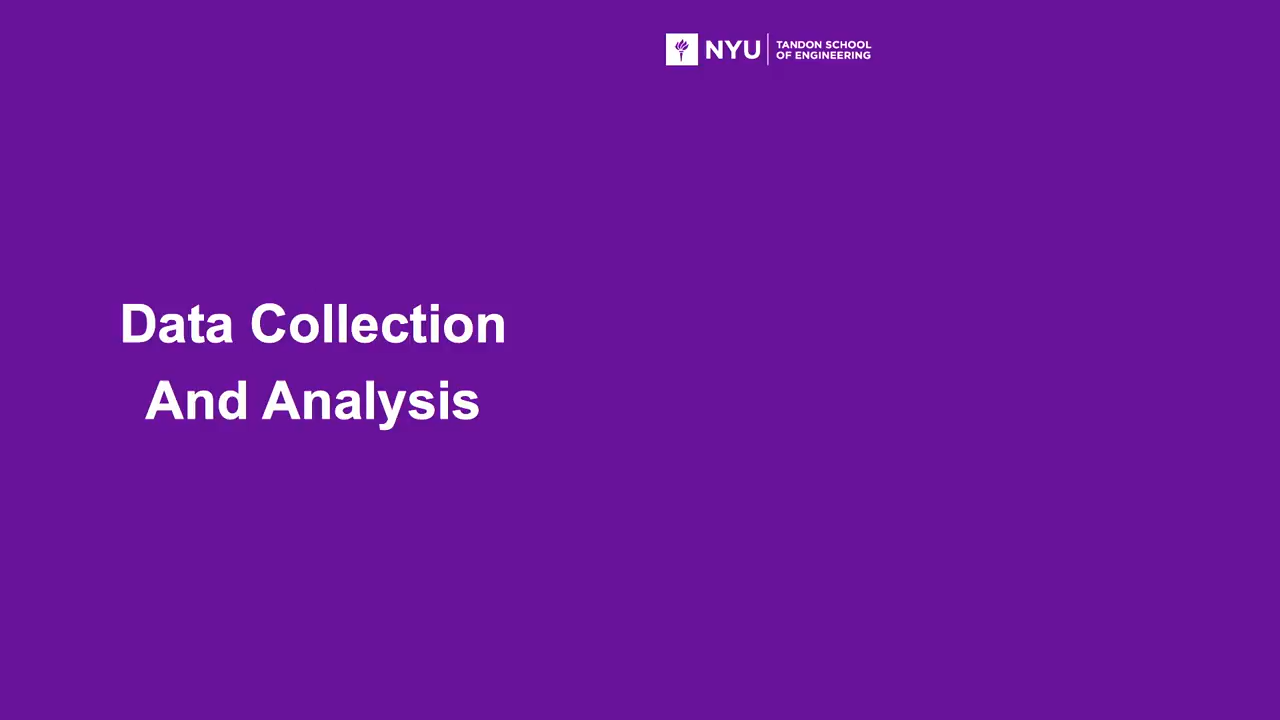 NYU
TANDON SCHOOL
OF ENGINEERING
Data Collection
And Analysis